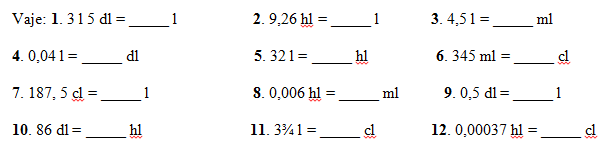 Vaje: 1. 3 1 5 dl = _____ l 2. 9,26 hl = _____ l 3. 4,5 l = _____ ml
4. 0,04 l = _____ dl 5. 32 l = _____ hl 6. 345 ml = _____ cl
7. 187, 5 cl = _____ l 8. 0,006 hl = _____ ml 9. 0,5 dl = _____ l
10. 86 dl = _____ hl 11. 3¾ l = _____ cl 12. 0,00037 hl = _____ cl